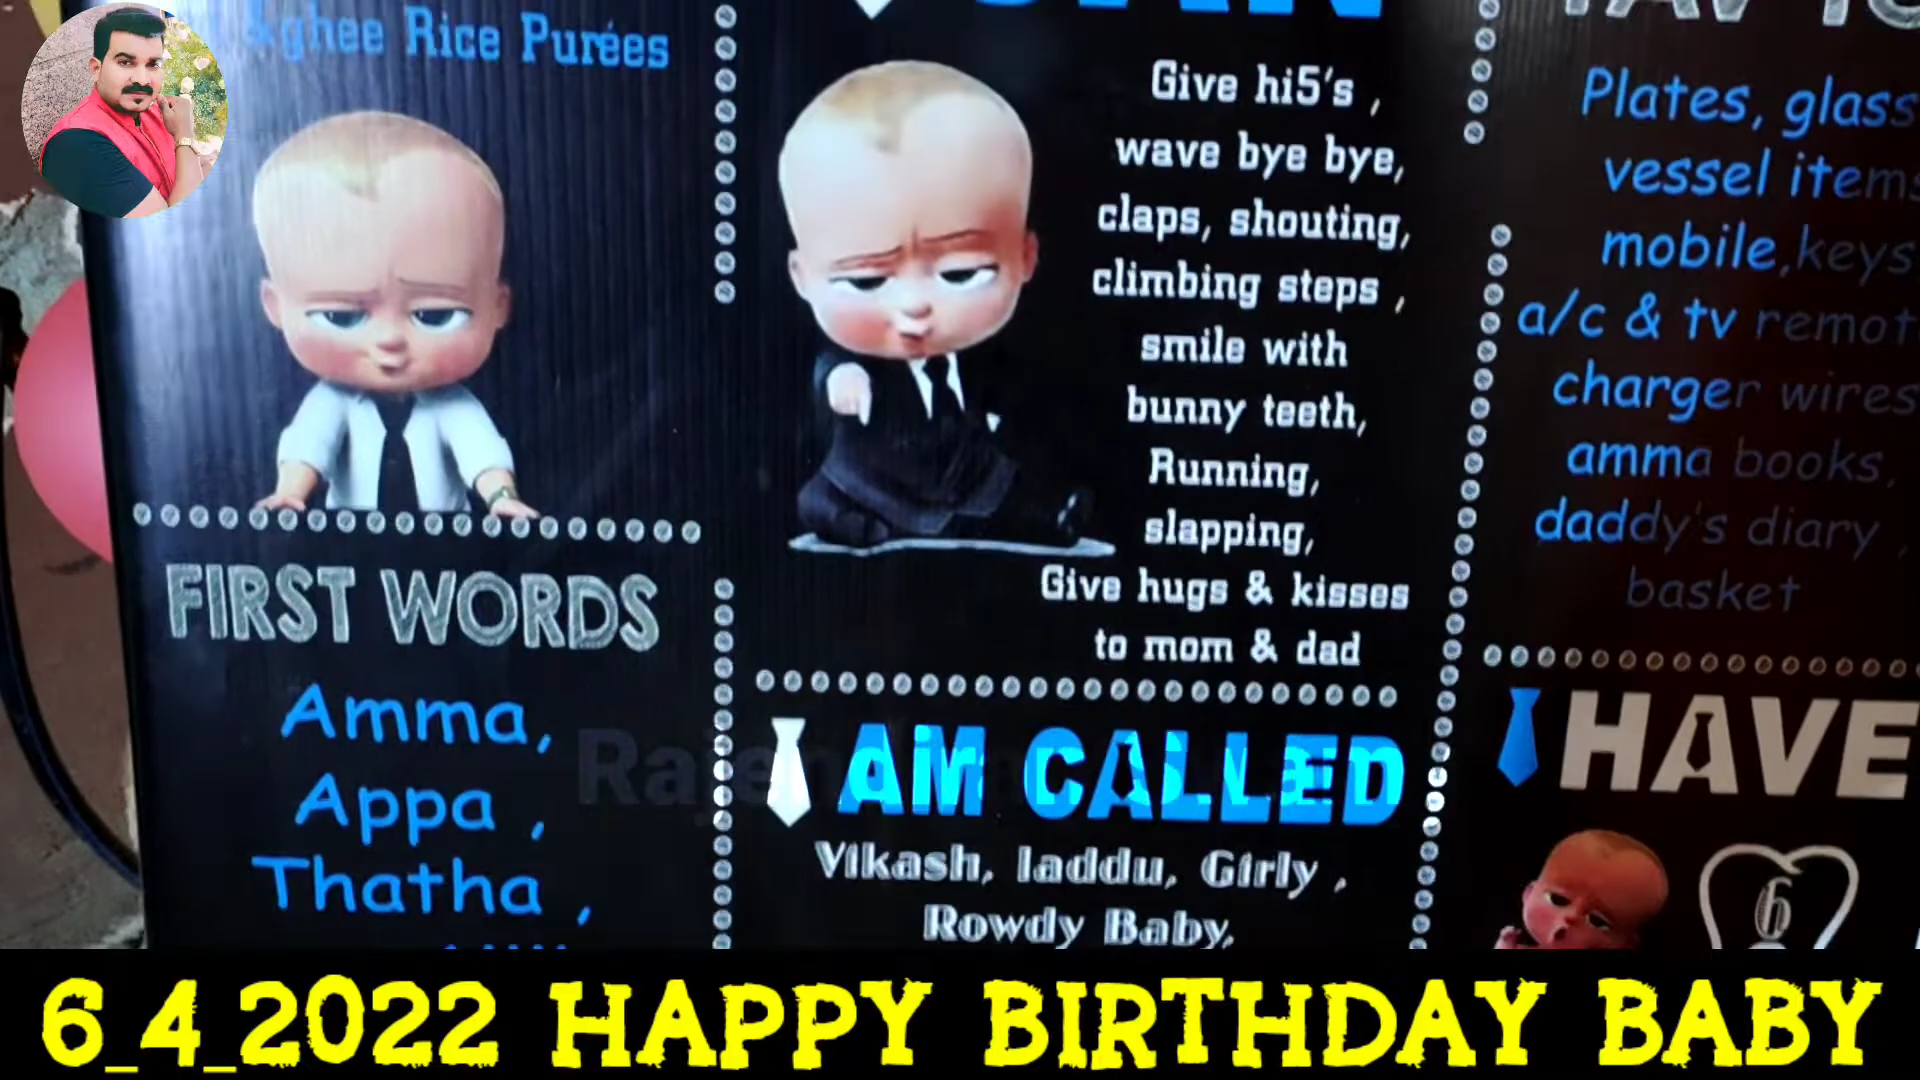 &ghee Rice Purées
FIRST WORDS
Amma,
Appa ,
Thatha ,
Give hi5's ,
wave bye bye,
claps, shouting,
climbing steps ,
smile with
bunny teeth,
Running,
slapping,
Give hugs & kisses
to mom & dad
AM CALLED
Vikash, laddu, Girly ,
Rowdy Baby,
Plates, glass
vessel items
mobile,keys
a/c & tv remot
charger wires
amma books,
daddy's diary ,
basket
HAVE
6
6_4_2022 HAPPY BIRTHDAY BABY